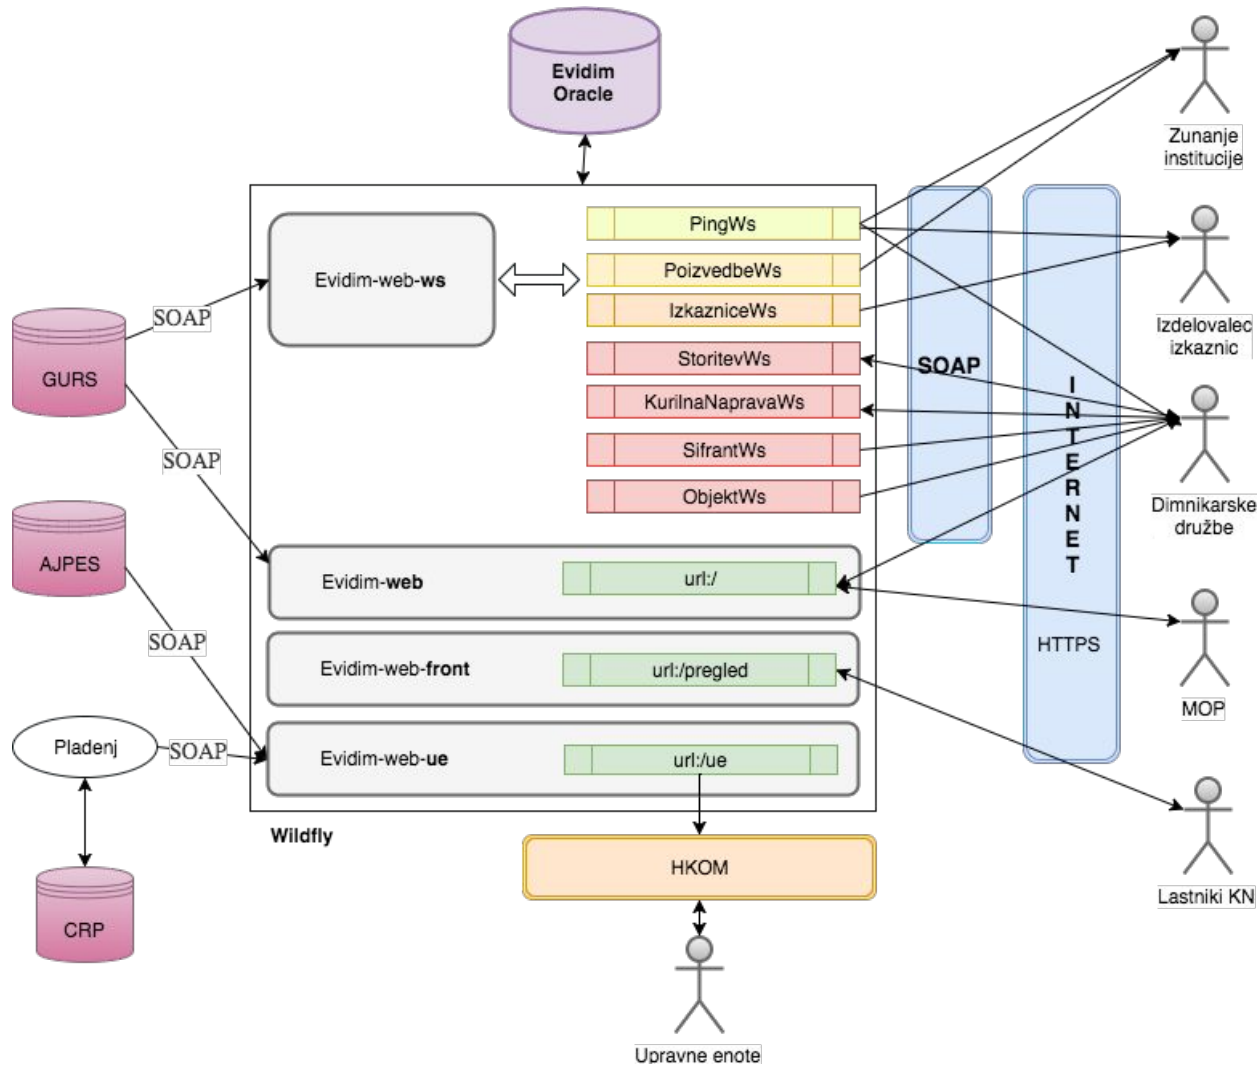 Evidim
Oracle
Zunanje
institucije
PingWs
Evidim-web-ws
PoizvedbeWs
IzkazniceWs
SOAP
GURS
StoritevWs
SOAP
Izdelovalec
izkaznic
KurilnaNapravaWs
INTERNET
SifrantWs
SOAP
ObjektWs
Dimnikarske
družbe
AJPES
Evidim-web
url:/
SOAP
HTTPS
Evidim-web-front
url:/pregled
MOP
Pladenj
SOAP
Evidim-web-ue
url:/ue
Wildfly
HKOM
Lastniki KN
CRP
Upravne enote